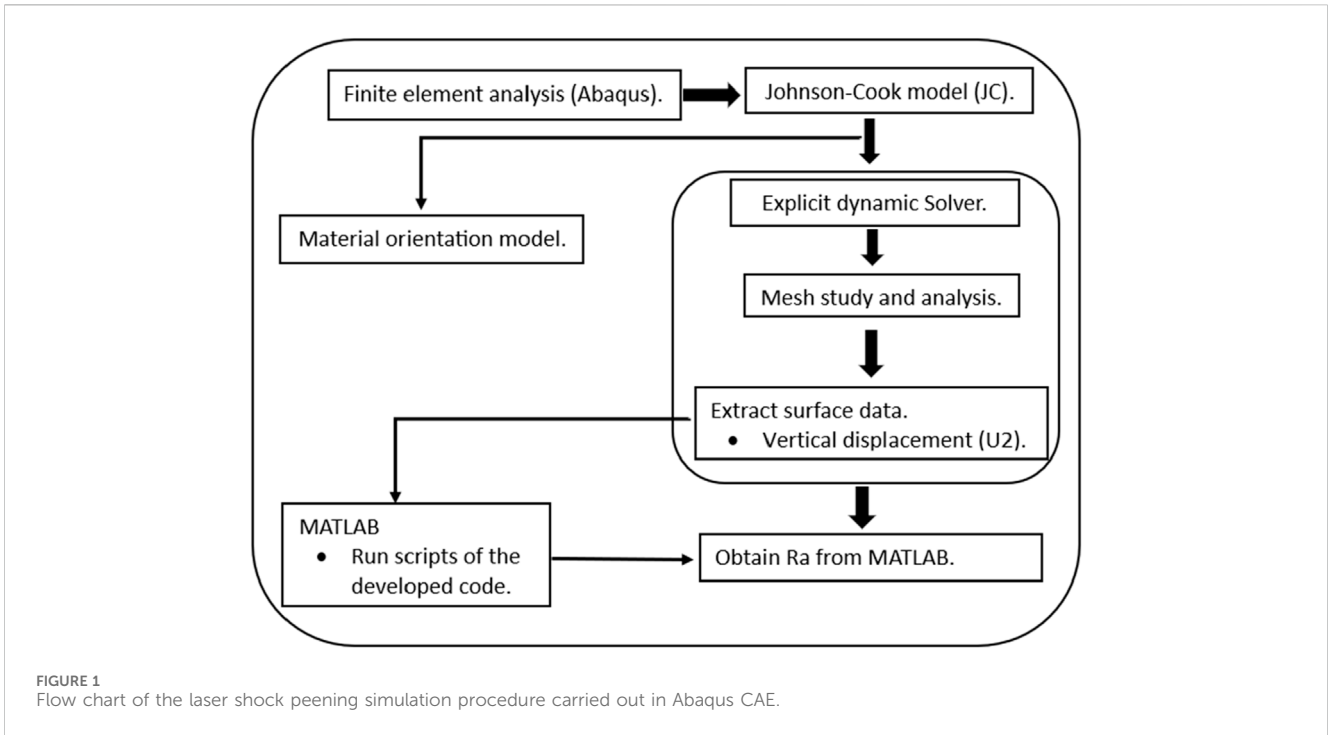 Finite element analysis (Abaqus).
Johnson-Cook model (JC).
Material orientation model.
Explicit dynamic Solver.
Mesh study and analysis.
Extract surface data.
• Vertical displacement (U2).
MATLAB
• Run scripts of the
developed code.
Obtain Ra from MATLAB.
FIGURE 1
Flow chart of the laser shock peening simulation procedure carried out in Abaqus CAE.